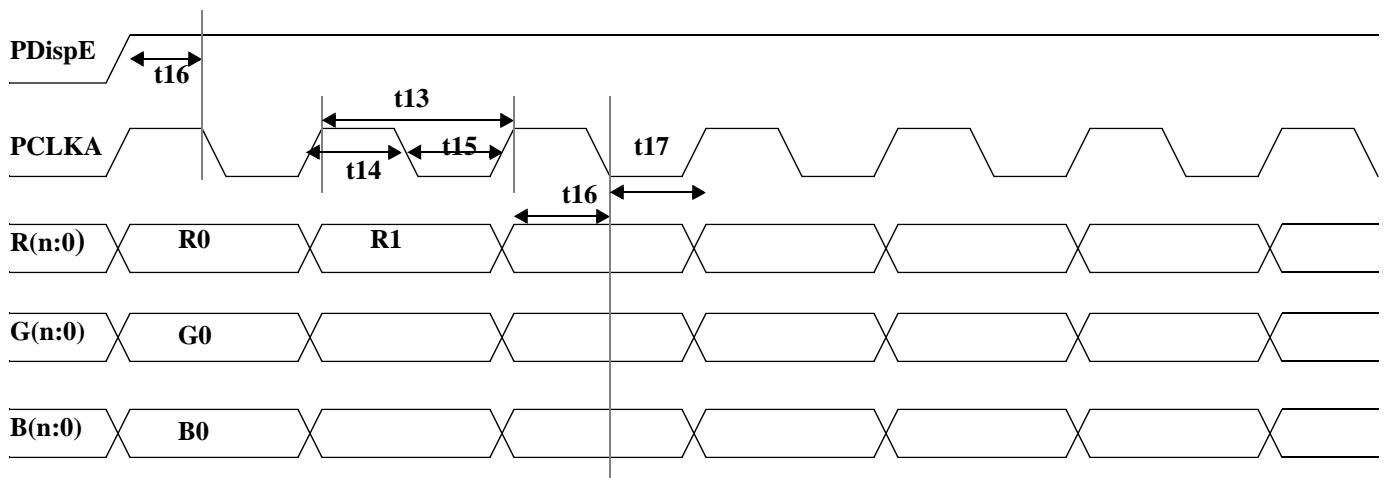 PDispE
t16
t13
PCLKA
t14
t15
t17
t16
R(n:0)
R0
R1
G(n:0)
G0
B(n:0)
B0